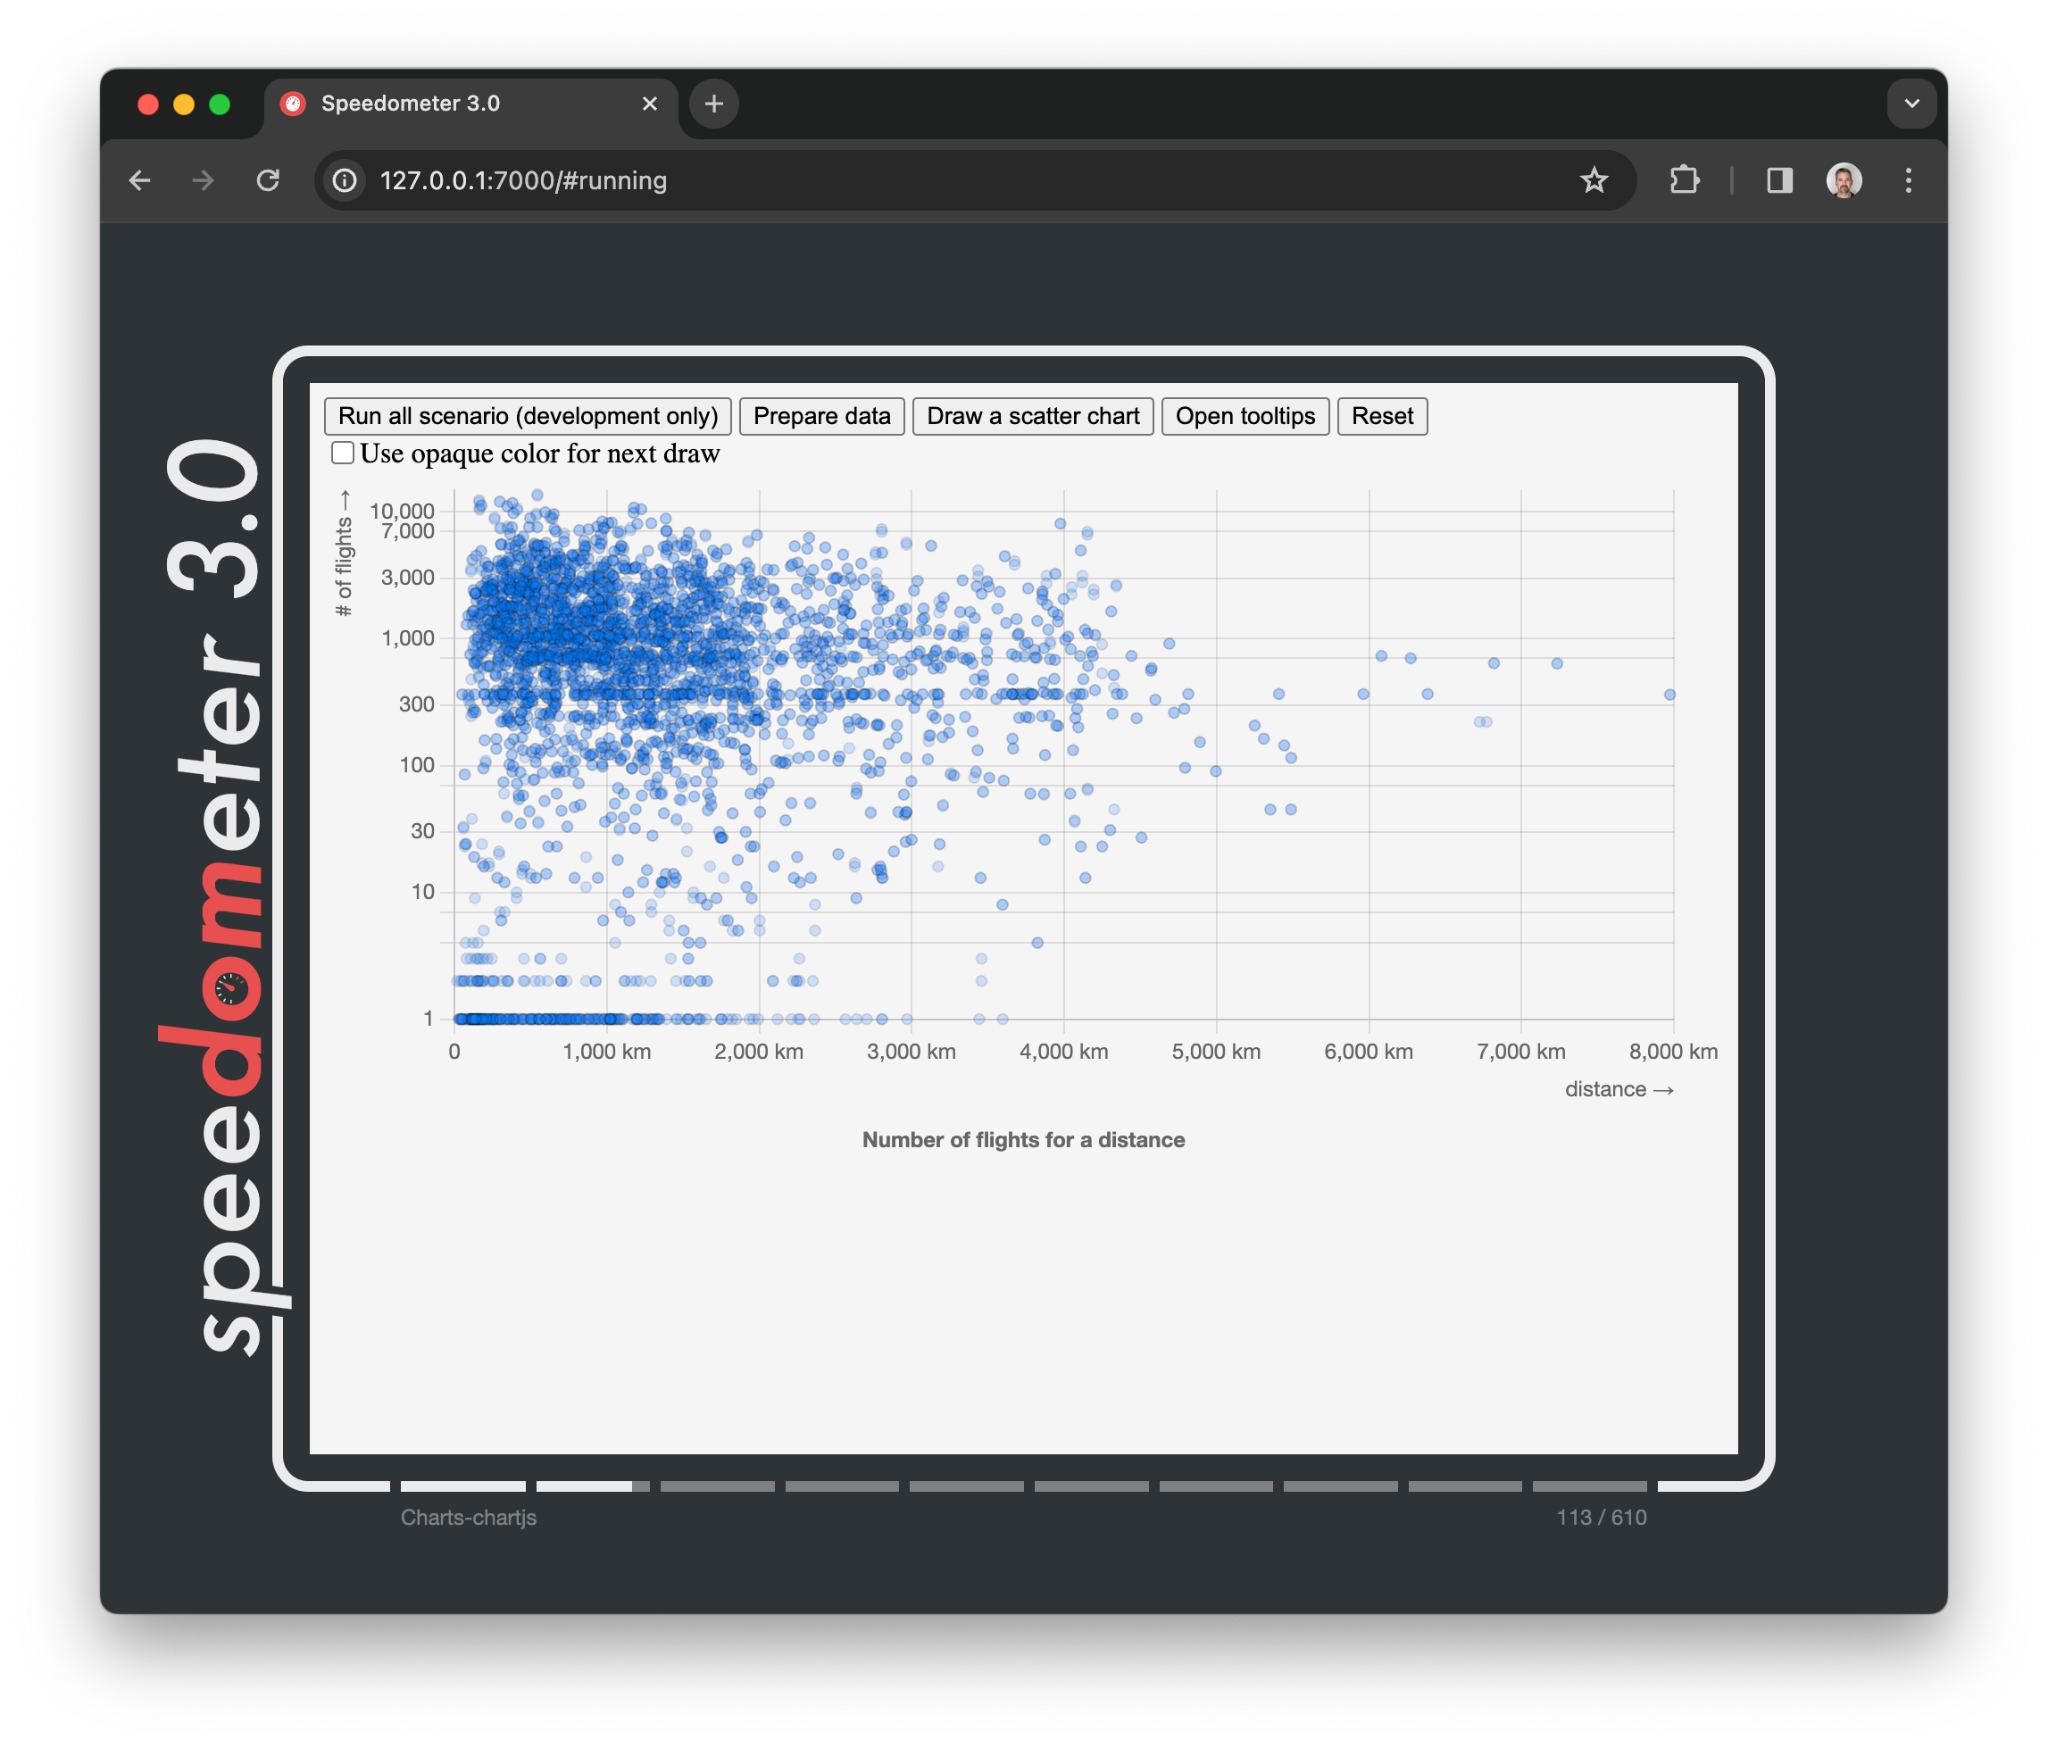 Speedometer 3.0
127.0.0.1:7000/#running
speedometer 3.0
Run all scenario (development only) Prepare data Draw a scatter chart Open tooltips Reset
Use opaque color for next draw
# of flights →
10,000
7,000
3,000
1,000
300
100
30
10
1
0 1,000 km 2,000 km 3,000 km 4,000 km 5,000 km 6,000 km 7,000 km 8,000 km
distance →
Number of flights for a distance
Charts-chartjs 113 / 610